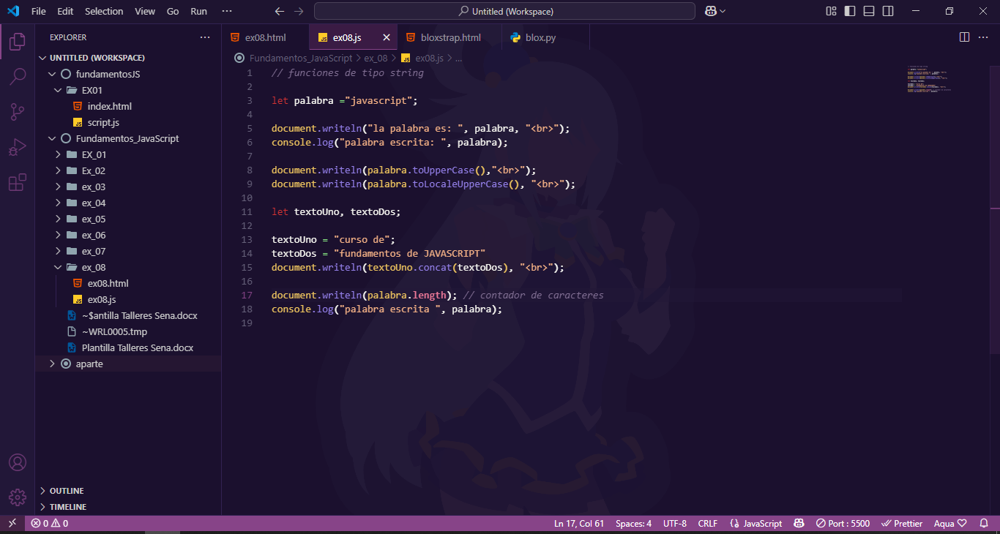 File Edit Selection View Go Run ··· Untitled (Workspace)
EXPLORER ···
UNTITLED (WORKSPACE)
fundamentosJS
EX01
index.html
JS script.js
Fundamentos_JavaScript
EX_01
Ex_02
ex_03
ex_04
ex_05
ex_06
ex_07
ex_08
ex08.html
JS ex08.js
~$antilla Talleres Sena.docx
~WRL0005.tmp
Plantilla Talleres Sena.docx
aparte
OUTLINE
TIMELINE
ex08.html JS ex08.js bloxstrap.html blox.py
Fundamentos_JavaScript > ex_08 > JS ex08.js > ...
1 // funciones de tipo string
2
3 let palabra ="javascript";
4
5 document.writeln("la palabra es: ", palabra, "<br>");
6 console.log("palabra escrita: ", palabra);
7
8 document.writeln(palabra.toUpperCase(),"<br>");
9 document.writeln(palabra.toLocaleUpperCase(), "<br>");
10
11 let textoUno, textoDos;
12
13 textoUno = "curso de";
14 textoDos = "fundamentos de JAVASCRIPT"
15 document.writeln(textoUno.concat(textoDos), "<br>");
16
17 document.writeln(palabra.length); // contador de caracteres
18 console.log("palabra escrita ", palabra);
19
0 0 Ln 17, Col 61 Spaces: 4 UTF-8 CRLF JavaScript Port : 5500 Prettier Aqua